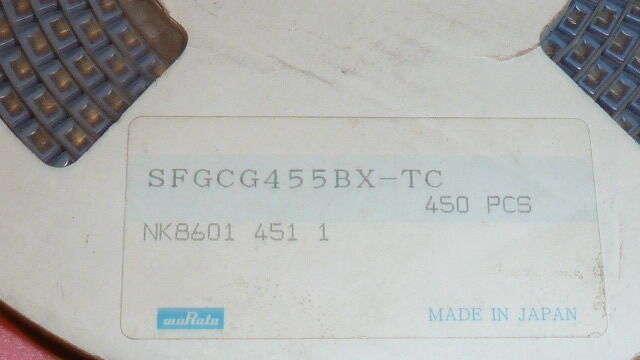 SFGCG455BX-TC
450 PCS
NK8601 451 1
muRata
MADE IN JAPAN